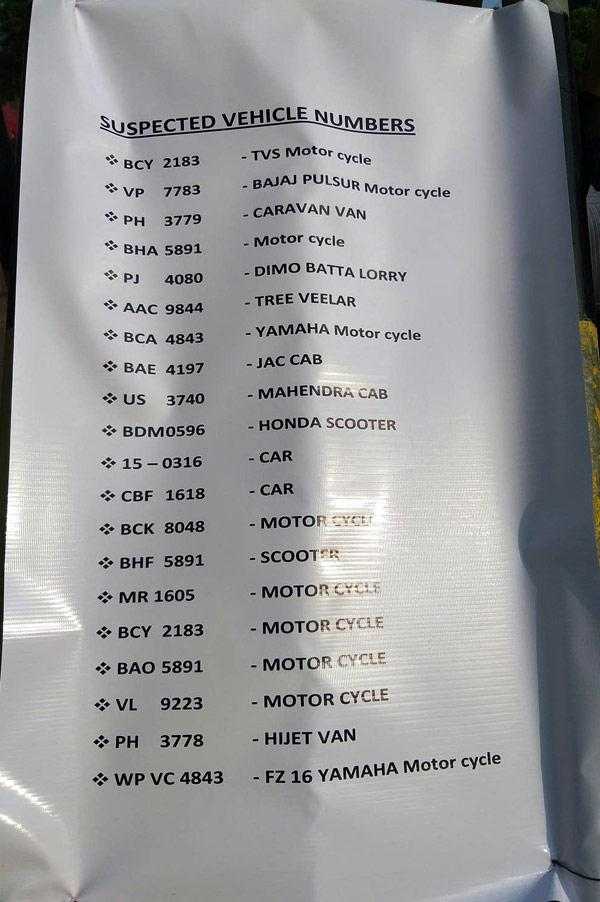 SUSPECTED VEHICLE NUMBERS
❖ BCY 2183 - TVS Motor cycle
❖ VP 7783 - BAJAJ PULSUR Motor cycle
❖ PH 3779 - CARAVAN VAN
❖ BHA 5891 - Motor cycle
❖ PJ 4080 - DIMO BATTA LORRY
❖ AAC 9844 - TREE VEELAR
❖ BCA 4843 - YAMAHA Motor cycle
❖ BAE 4197 - JAC CAB
❖ US 3740 - MAHENDRA CAB
❖ BDM0596 - HONDA SCOOTER
❖ 15 – 0316 - CAR
❖ CBF 1618 - CAR
❖ BCK 8048 - MOTOR CYCLE
❖ BHF 5891 - SCOOTER
❖ MR 1605 - MOTOR CYCLE
❖ BCY 2183 - MOTOR CYCLE
❖ BAO 5891 - MOTOR CYCLE
❖ VL 9223 - MOTOR CYCLE
❖ PH 3778 - HIJET VAN
❖ WP VC 4843 - FZ 16 YAMAHA Motor cycle